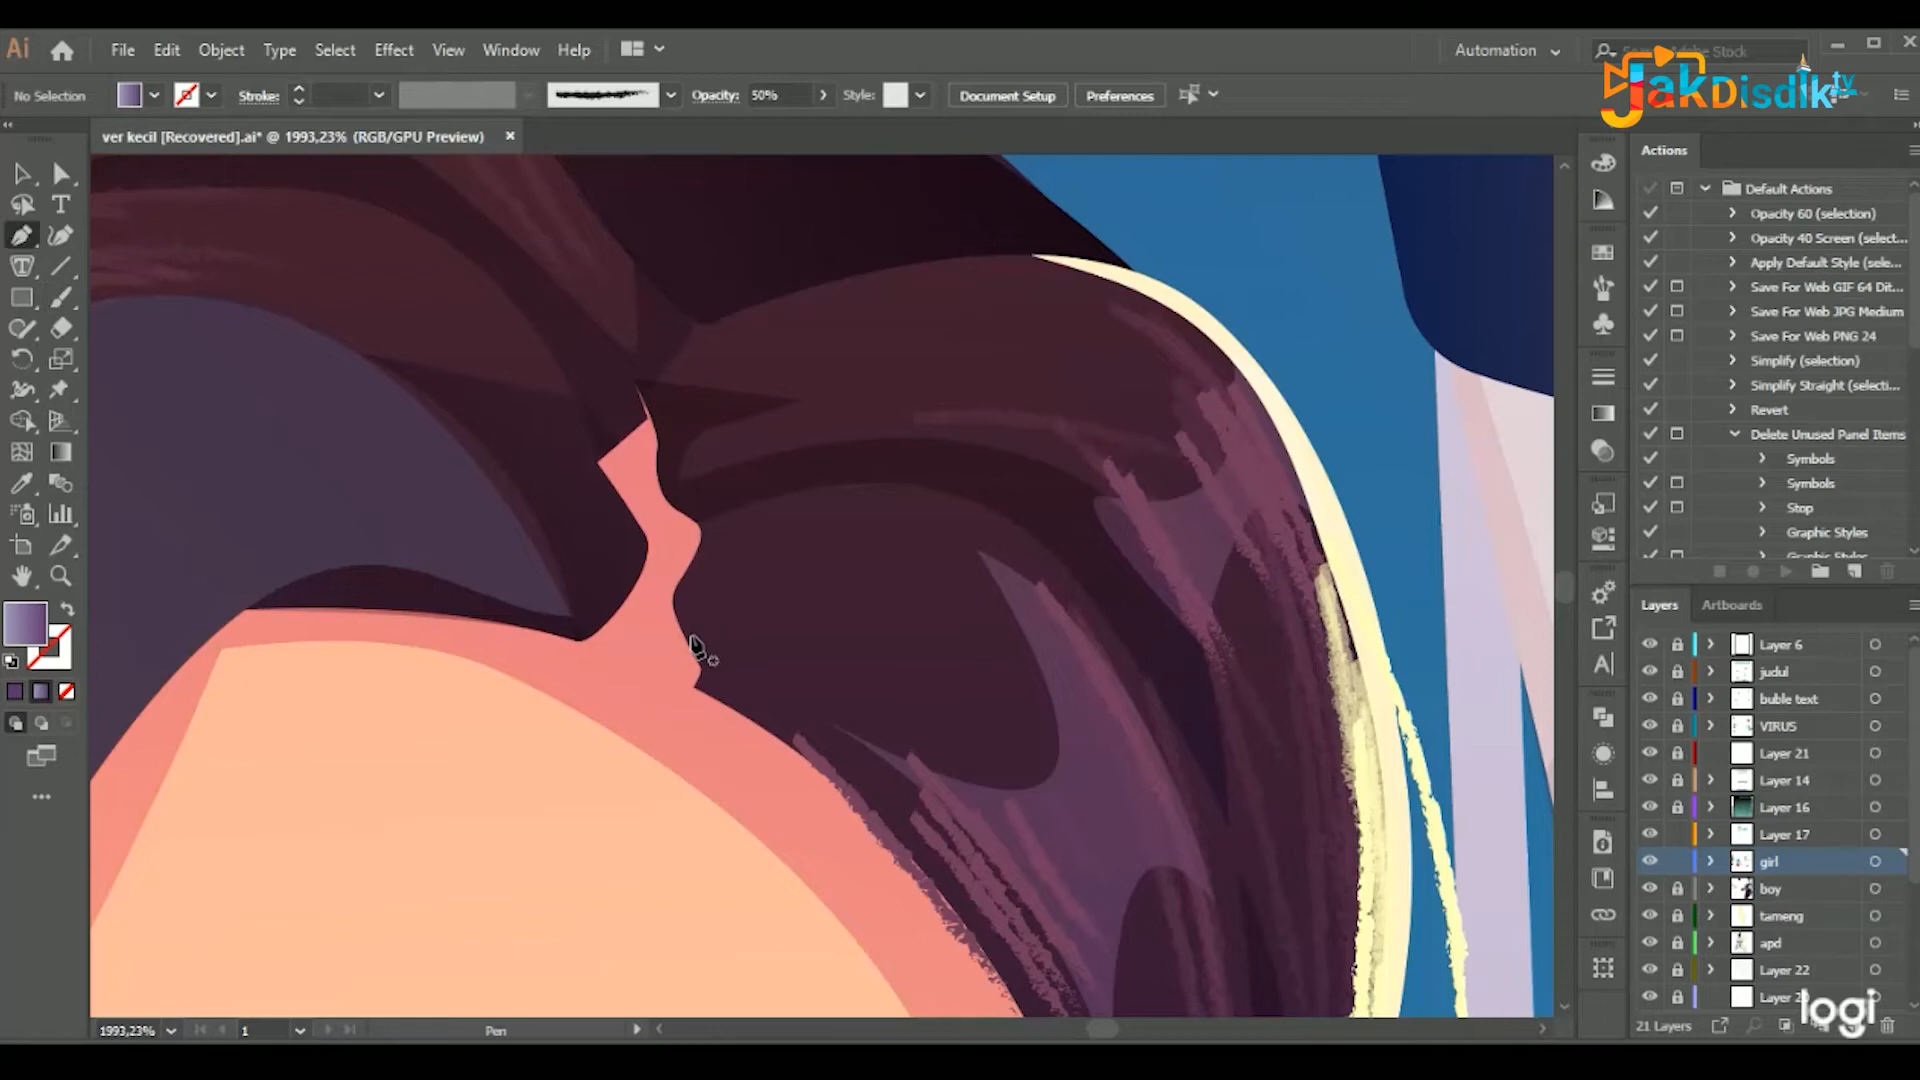 Ai File Edit Object Type Select Effect View Window Help Automation
No Selection Stroke: Opacity: 50% Style: Document Setup Preferences
JakDisdIktv
ver kecil [Recovered].ai* @ 1993,23% (RGB/GPU Preview)
Actions
Default Actions
Opacity 60 (selection)
Opacity 40 Screen (select...
Apply Default Style (sele...
Save For Web GIF 64 Dit...
Save For Web JPG Medium
Save For Web PNG 24
Simplify (selection)
Simplify Straight (selecti...
Revert
Delete Unused Panel Items
Symbols
Symbols
Stop
Graphic Styles
Graphic Styles
Layers Artboards
Layer 6
judul
buble text
VIRUS
Layer 21
Layer 14
Layer 16
Layer 17
girl
boy
tameng
apd
Layer 22
Layer
logi
21 Layers
1993,23% 1 Pen